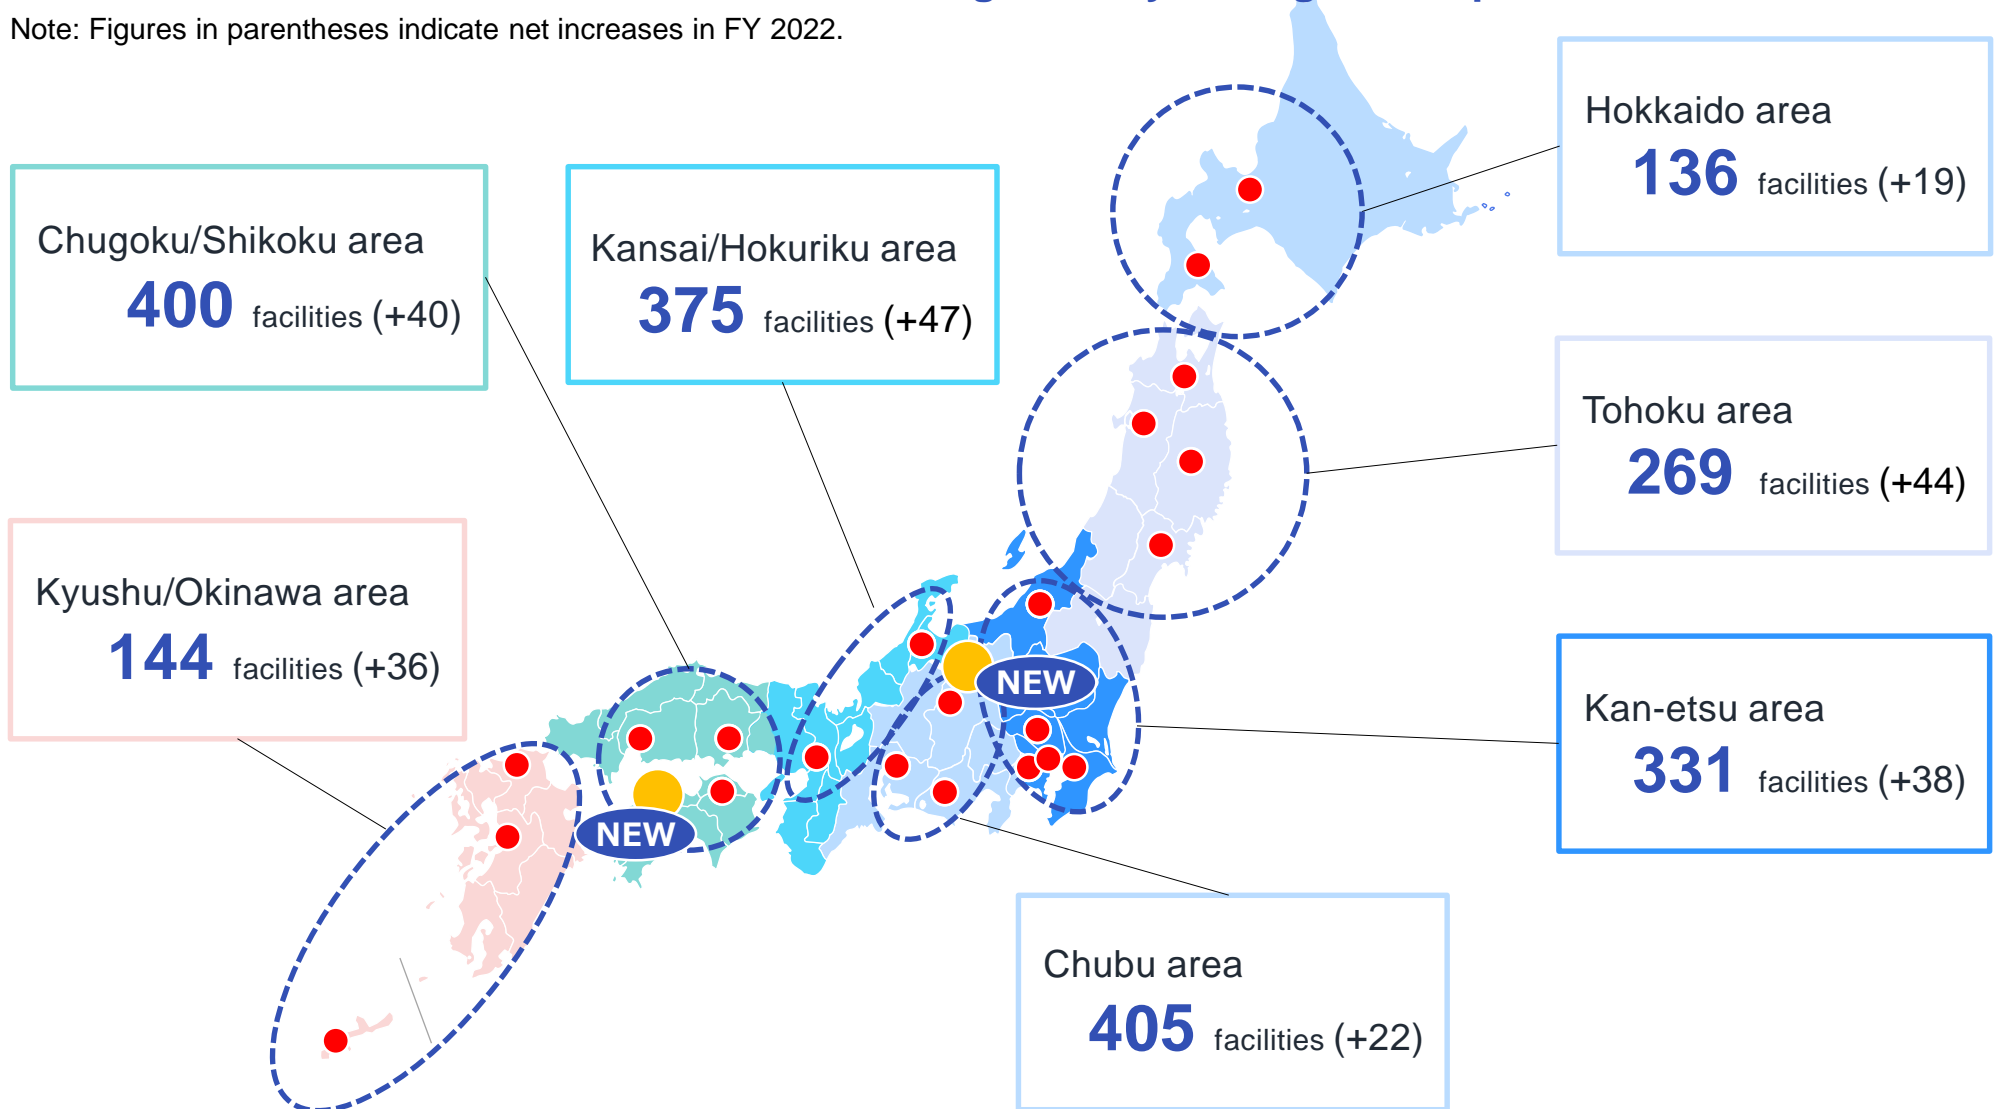 Note: Figures in parentheses indicate net increases in FY 2022.
Hokkaido area
136 facilities (+19)
Chugoku/Shikoku area
400 facilities (+40)
Kansai/Hokuriku area
375 facilities (+47)
Tohoku area
269 facilities (+44)
Kyushu/Okinawa area
144 facilities (+36)
NEW
Kan-etsu area
331 facilities (+38)
NEW
Chubu area
405 facilities (+22)